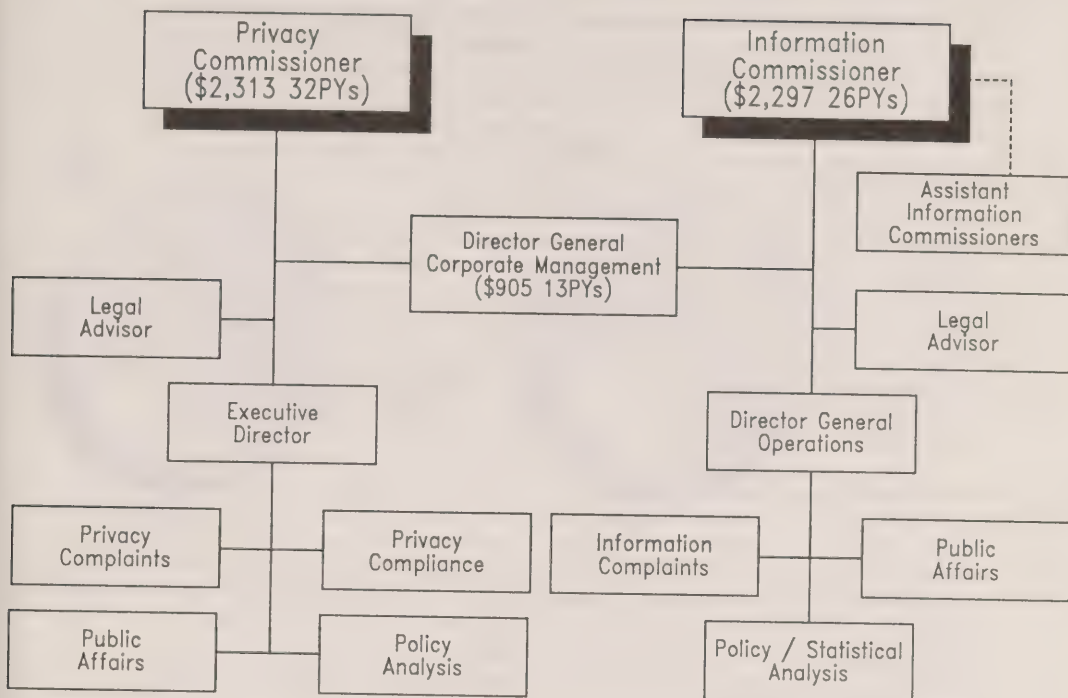 Privacy
Commissioner
($2,313 32PYs)
Information
Commissioner
($2,297 26PYs)
Assistant
Information
Commissioners
Director General
Corporate Management
($905 13PYs)
Legal
Advisor
Legal
Advisor
Executive
Director
Director General
Operations
Privacy
Complaints
Privacy
Compliance
Information
Complaints
Public
Affairs
Public
Affairs
Policy
Analysis
Policy / Statistical
Analysis